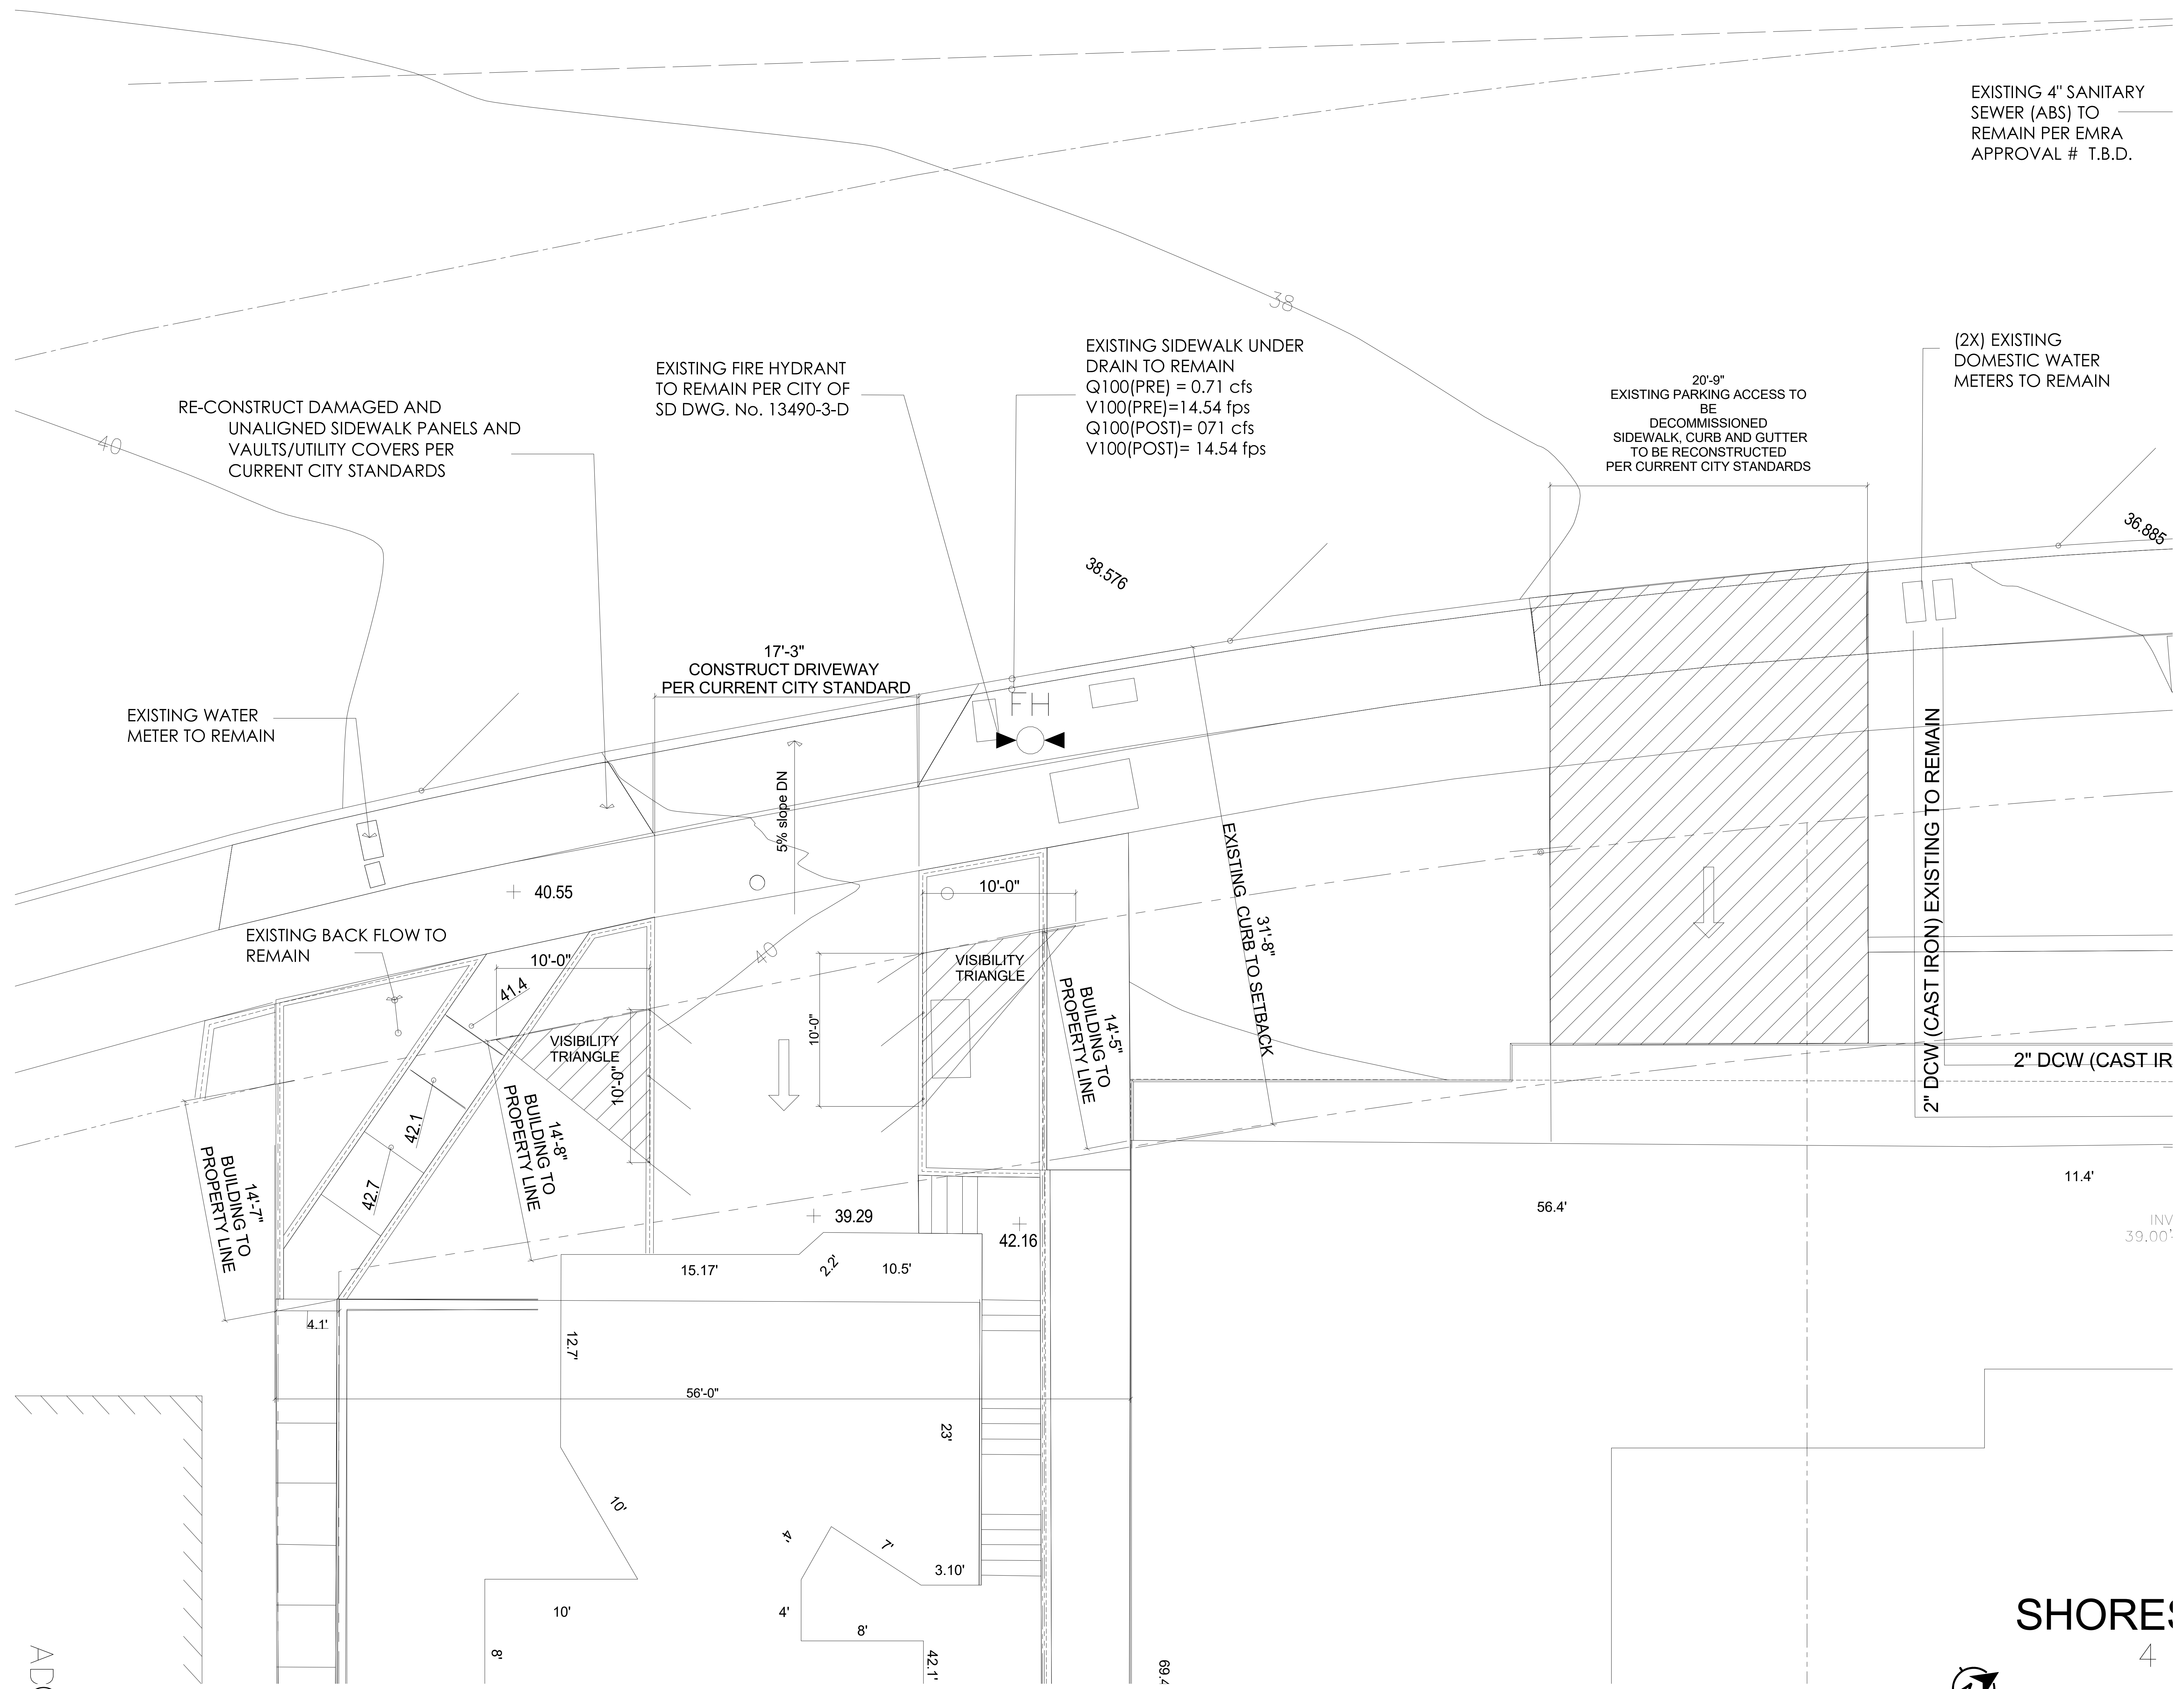 EXISTING 4" SANITARY
SEWER (ABS) TO
REMAIN PER EMRA
APPROVAL # T.B.D.
38
(2X) EXISTING
DOMESTIC WATER
METERS TO REMAIN
EXISTING SIDEWALK UNDER
DRAIN TO REMAIN
Q100(PRE) = 0.71 cfs
V100(PRE)=14.54 fps
Q100(POST)= 071 cfs
V100(POST)= 14.54 fps
EXISTING FIRE HYDRANT
TO REMAIN PER CITY OF
SD DWG. No. 13490-3-D
20'-9"
EXISTING PARKING ACCESS TO
BE
DECOMMISSIONED
SIDEWALK, CURB AND GUTTER
TO BE RECONSTRUCTED
PER CURRENT CITY STANDARDS
RE-CONSTRUCT DAMAGED AND
UNALIGNED SIDEWALK PANELS AND
VAULTS/UTILITY COVERS PER
CURRENT CITY STANDARDS
40
36.885
38.576
17'-3"
CONSTRUCT DRIVEWAY
PER CURRENT CITY STANDARD
FH
EXISTING WATER
METER TO REMAIN
5% slope DN
40.55
10'-0"
EXISTING BACK FLOW TO
REMAIN
40
31'-8"
EXISTING CURB TO SETBACK
2" DCW (CAST IRON) EXISTING TO REMAIN
10'-0"
41.4
VISIBILITY
TRIANGLE
VISIBILITY
TRIANGLE
10'-0"
10'-0"
14'-5"
BUILDING TO
PROPERTY LINE
2" DCW (CAST IR
42.1
14'-8"
BUILDING TO
PROPERTY LINE
42.7
14'-7"
BUILDING TO
PROPERTY LINE
11.4'
56.4'
39.29
42.16
INV
39.00'
15.17'
2.2'
10.5'
4.1'
12.7'
56'-0"
23'
10'
4'
7'
3.10'
10'
4'
8'
8'
42.1'
69.4
SHORES
4
ADO